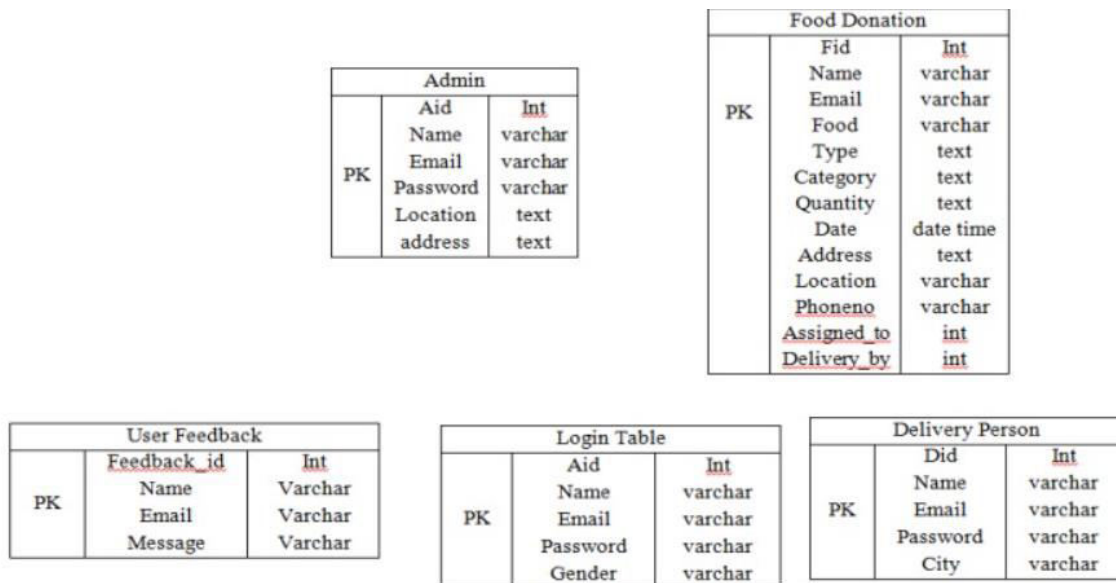 Admin
Aid Int
Name varchar
Email varchar
PK
Password varchar
Location text
address text
Food Donation
Fid Int
Name varchar
Email varchar
PK
Food varchar
Type text
Category text
Quantity text
Date date time
Address text
Location varchar
Phoneno varchar
Assigned_to int
Delivery_by int
User Feedback
Feedback_id Int
Name Varchar
PK
Email Varchar
Message Varchar
Login Table
Aid Int
Name varchar
PK Email varchar
Password varchar
Gender varchar
Delivery Person
Did Int
Name varchar
PK Email varchar
Password varchar
City varchar